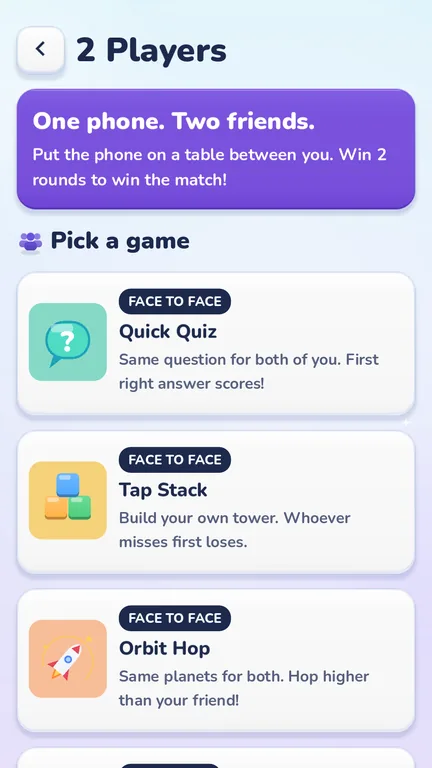 2 Players
One phone. Two friends.
Put the phone on a table between you. Win 2
rounds to win the match!
Pick a game
FACE TO FACE
Quick Quiz
Same question for both of you. First
right answer scores!
?
FACE TO FACE
Tap Stack
Build your own tower. Whoever
misses first loses.
FACE TO FACE
Orbit Hop
Same planets for both. Hop higher
than your friend!